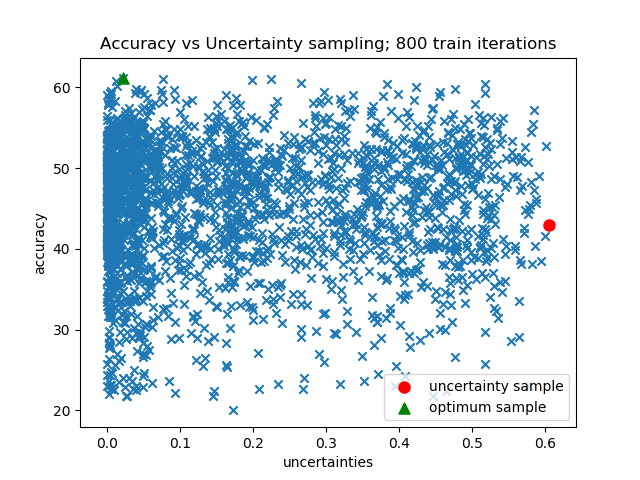 Accuracy vs Uncertainty sampling; 800 train iterations
60
50
40
30
20
accuracy
0.0 0.1 0.2 0.3 0.4 0.5 0.6
uncertainties
uncertainty sample
optimum sample